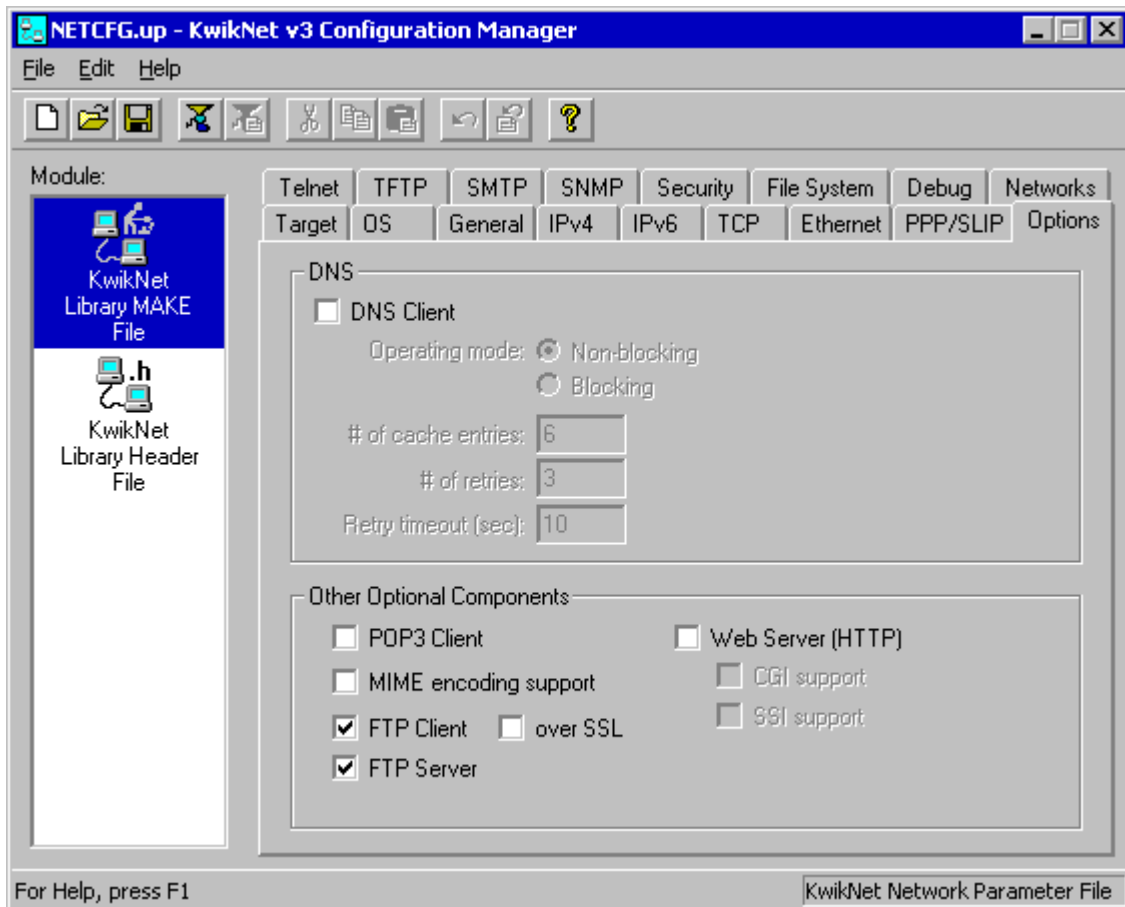 NETCFG.up - KwikNet v3 Configuration Manager
File Edit Help
Module:
KwikNet
Library MAKE
File
.h
KwikNet
Library Header
File
Telnet TFTP SMTP SNMP Security File System Debug Networks
Target OS General IPv4 IPv6 TCP Ethernet PPP/SLIP Options
DNS
DNS Client
Operating mode: Non-blocking
Blocking
# of cache entries: 6
# of retries: 3
Retry timeout (sec): 10
Other Optional Components
POP3 Client Web Server (HTTP)
MIME encoding support CGI support
FTP Client over SSL SSI support
FTP Server
For Help, press F1 KwikNet Network Parameter File